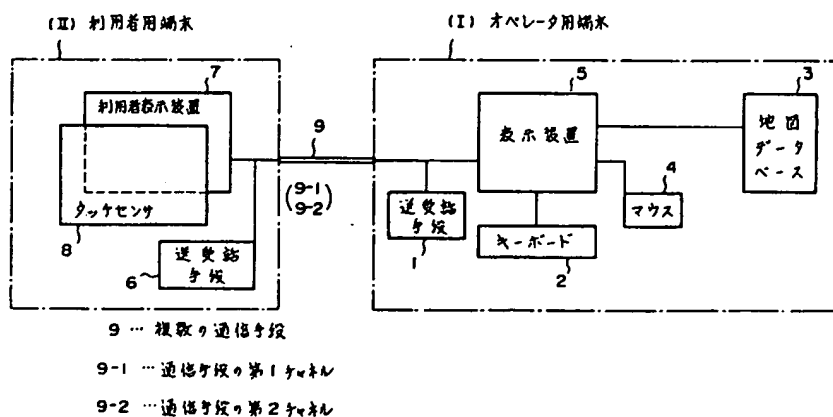 (II) 利用者用端末
(I) オペレータ用端末
7
利用者表示装置
タッチセンサ
8
送受話
手段
6
9
(9-1
9-2)
5
表示装置
3
地図
データ
ベース
4
マウス
送受話
手段
1
キーボード
2
9 … 複数の通信手段
9-1 … 通信手段の第1チャネル
9-2 … 通信手段の第2チャネル